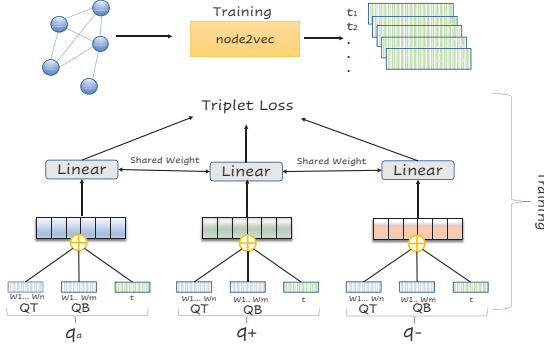 Training
node2vec
t1
t2
.
.
.
Triplet Loss
Linear
Shared Weight
Linear
Shared Weight
Linear
Training
W1... Wn
W1.. Wm
t
QT
QB
W1... Wn
W1.. Wm
t
QT
QB
W1... Wn
W1.. Wm
t
QT
QB
qa
q+
q-